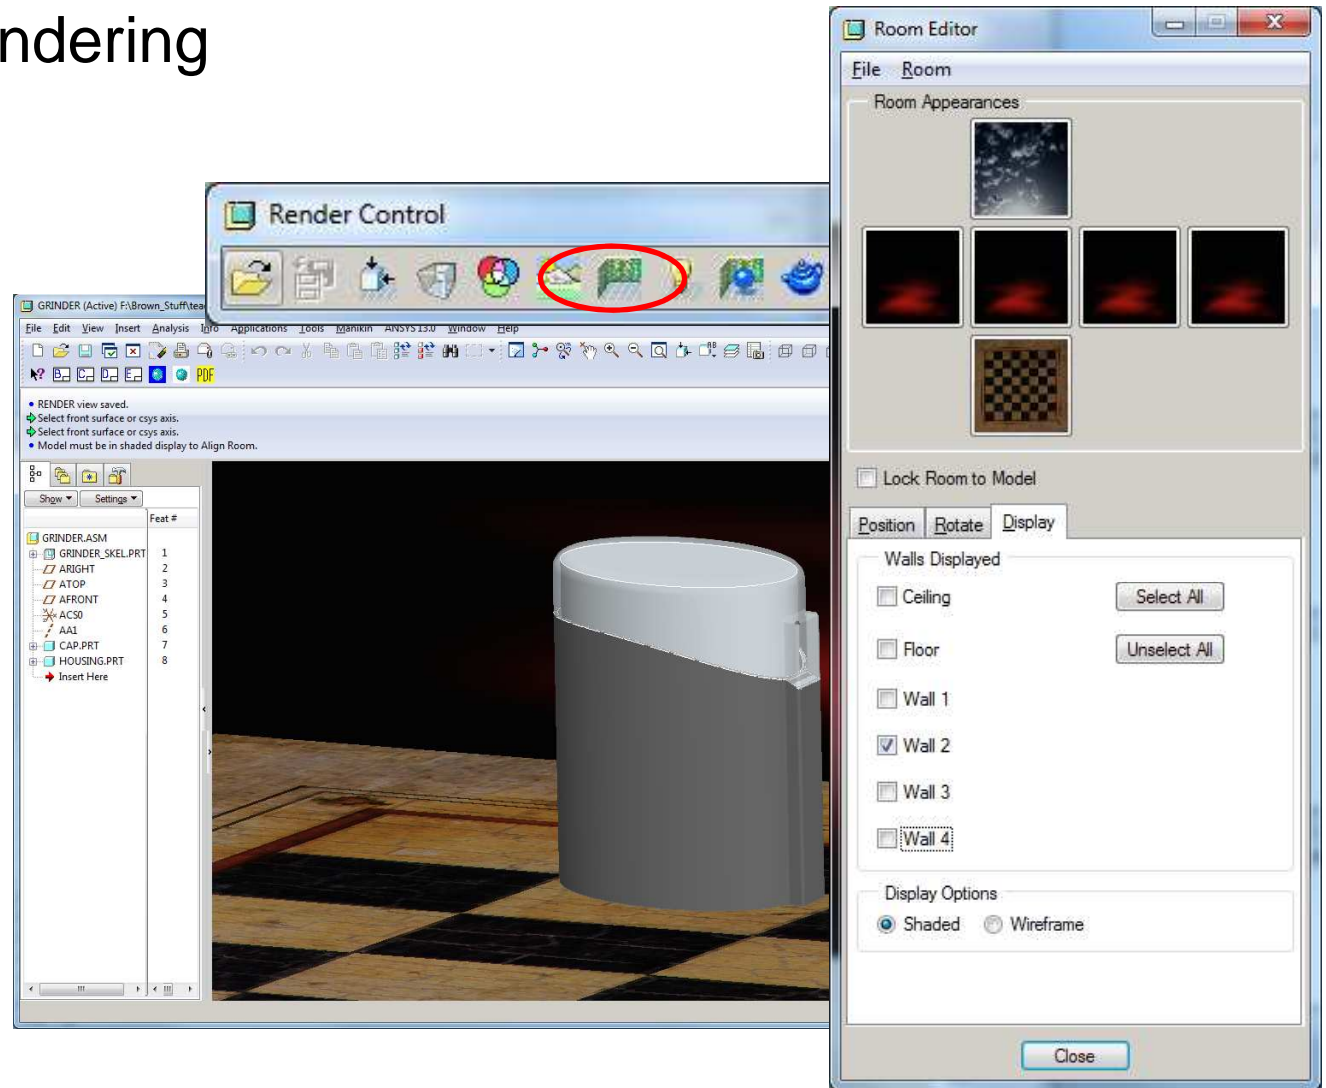 ndering
Room Editor
File Room
Room Appearances
Render Control
GRINDER (Active) F:\Brown_Stuff\tea
File Edit View Insert Analysis Info Applications Tools Manikin ANSYS 13.0 Window Help
PDF
RENDER view saved.
Select front surface or csys axis.
Select front surface or csys axis.
Model must be in shaded display to Align Room.
Show Settings
Feat #
GRINDER.ASM
GRINDER_SKEL.PRT 1
ARIGHT 2
ATOP 3
AFRONT 4
ACS0 5
AA1 6
CAP.PRT 7
HOUSING.PRT 8
Insert Here
Lock Room to Model
Position Rotate Display
Walls Displayed
Ceiling Select All
Floor Unselect All
Wall 1
Wall 2
Wall 3
Wall 4
Display Options
Shaded Wireframe
Close